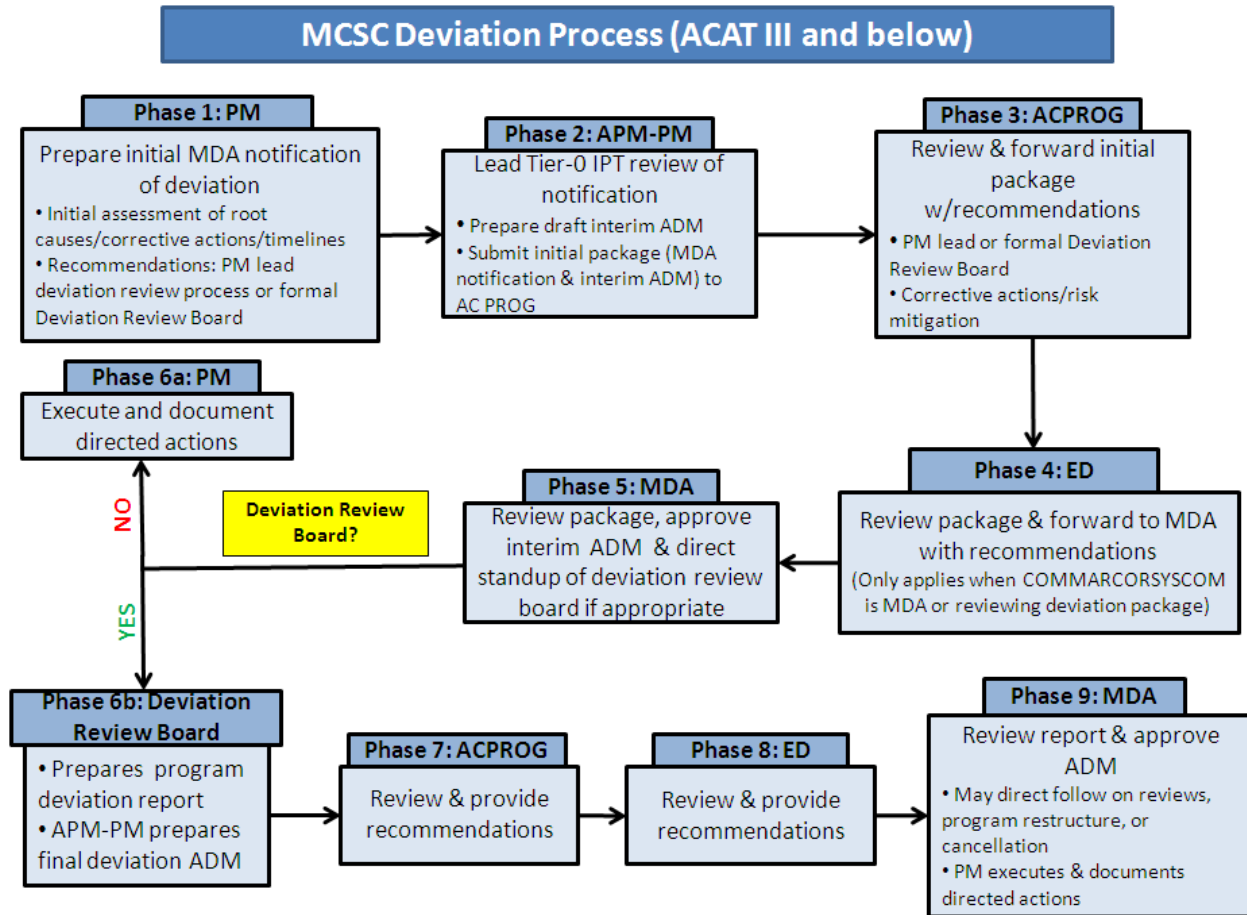 MCSC Deviation Process (ACAT III and below)
Phase 1: PM
Prepare initial MDA notification
of deviation
• Initial assessment of root
causes/corrective actions/timelines
• Recommendations: PM lead
deviation review process or formal
Deviation Review Board
Phase 2: APM-PM
Lead Tier-0 IPT review of
notification
• Prepare draft interim ADM
• Submit initial package (MDA
notification & interim ADM) to
AC PROG
Phase 3: ACPROG
Review & forward initial
package
w/recommendations
• PM lead or formal Deviation
Review Board
• Corrective actions/risk
mitigation
Phase 4: ED
Review package & forward to MDA
with recommendations
(Only applies when COMMARCORSYSCOM
is MDA or reviewing deviation package)
Phase 5: MDA
Review package, approve
interim ADM & direct
standup of deviation review
board if appropriate
Deviation Review
Board?
NO
YES
Phase 6a: PM
Execute and document
directed actions
Phase 6b: Deviation
Review Board
• Prepares program
deviation report
• APM-PM prepares
final deviation ADM
Phase 7: ACPROG
Review & provide
recommendations
Phase 8: ED
Review & provide
recommendations
Phase 9: MDA
Review report & approve
ADM
• May direct follow on reviews,
program restructure, or
cancellation
• PM executes & documents
directed actions